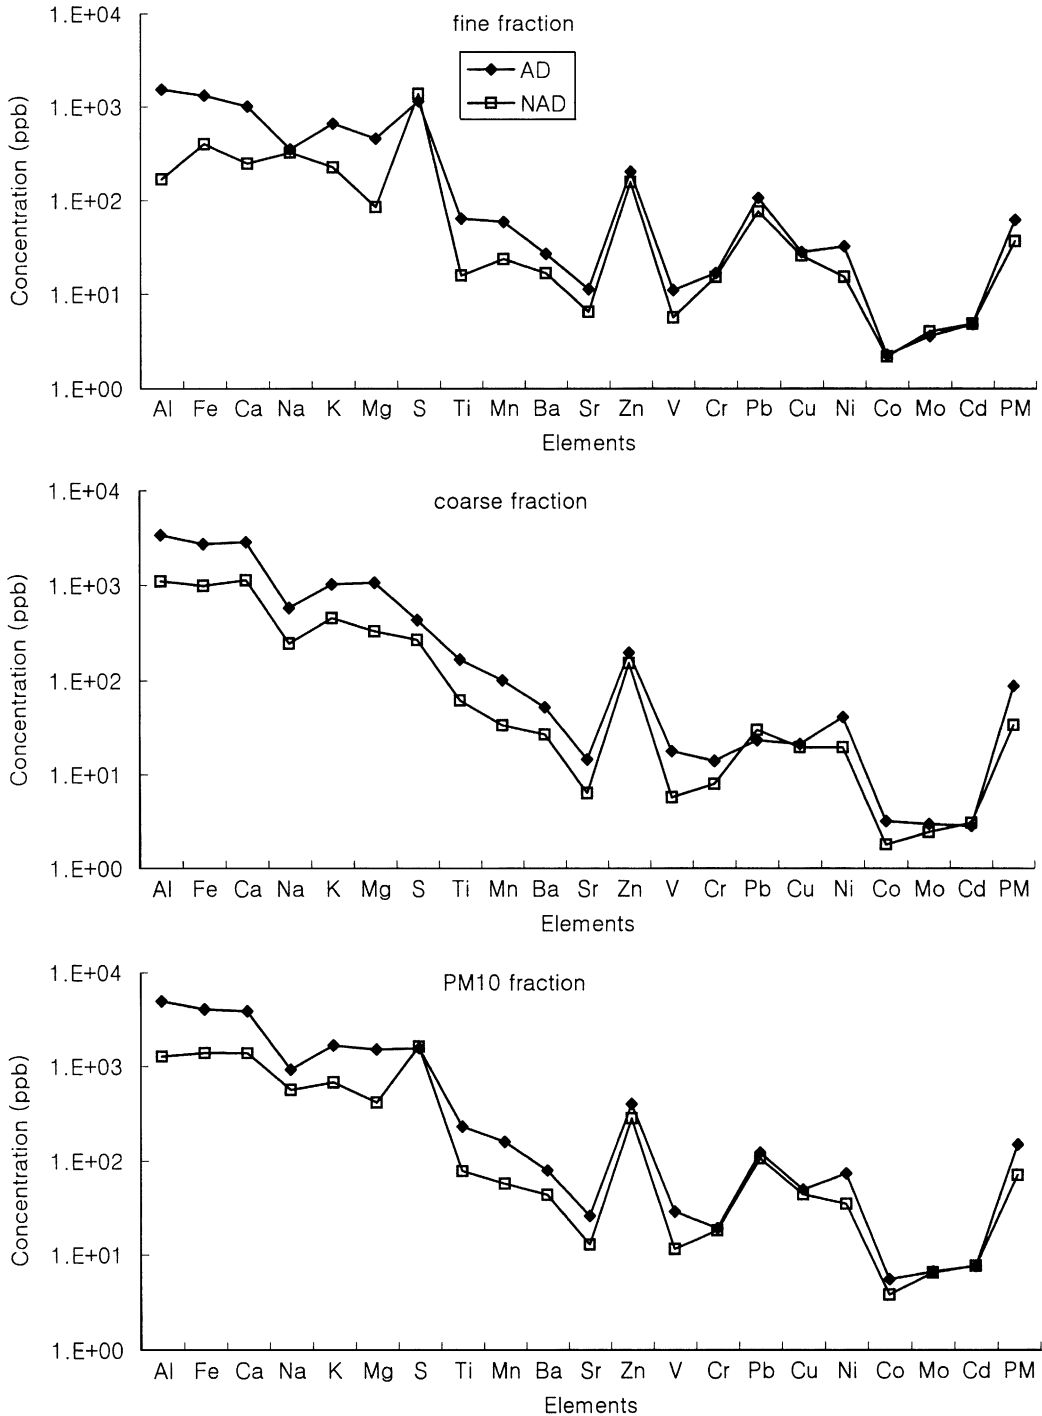 fine fraction
AD
NAD
Concentration (ppb)
1.E+04
1.E+03
1.E+02
1.E+01
1.E+00
Al Fe Ca Na K Mg S Ti Mn Ba Sr Zn V Cr Pb Cu Ni Co Mo Cd PM
Elements
coarse fraction
Concentration (ppb)
1.E+04
1.E+03
1.E+02
1.E+01
1.E+00
Al Fe Ca Na K Mg S Ti Mn Ba Sr Zn V Cr Pb Cu Ni Co Mo Cd PM
Elements
PM10 fraction
Concentration (ppb)
1.E+04
1.E+03
1.E+02
1.E+01
1.E+00
Al Fe Ca Na K Mg S Ti Mn Ba Sr Zn V Cr Pb Cu Ni Co Mo Cd PM
Elements